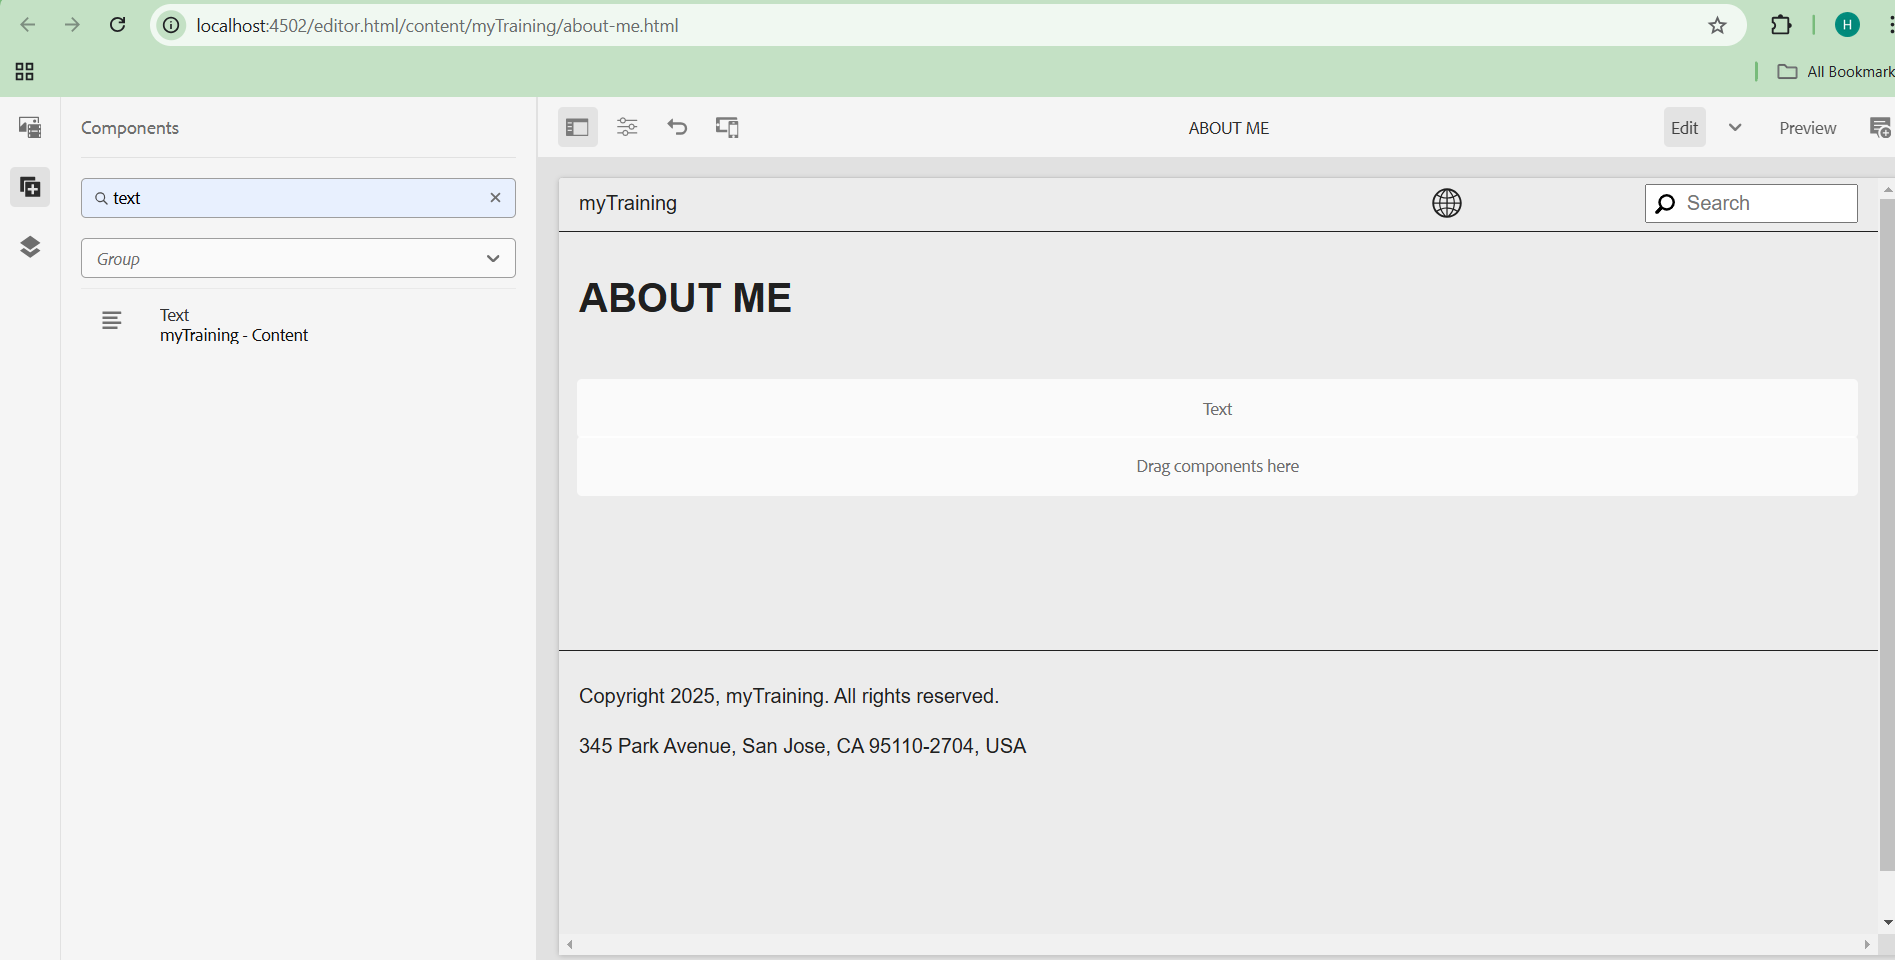 localhost:4502/editor.html/content/myTraining/about-me.html
H
All Bookmark
Components
ABOUT ME
Edit
Preview
text
Group
Text
myTraining - Content
myTraining
Search
ABOUT ME
Text
Drag components here
Copyright 2025, myTraining. All rights reserved.
345 Park Avenue, San Jose, CA 95110-2704, USA